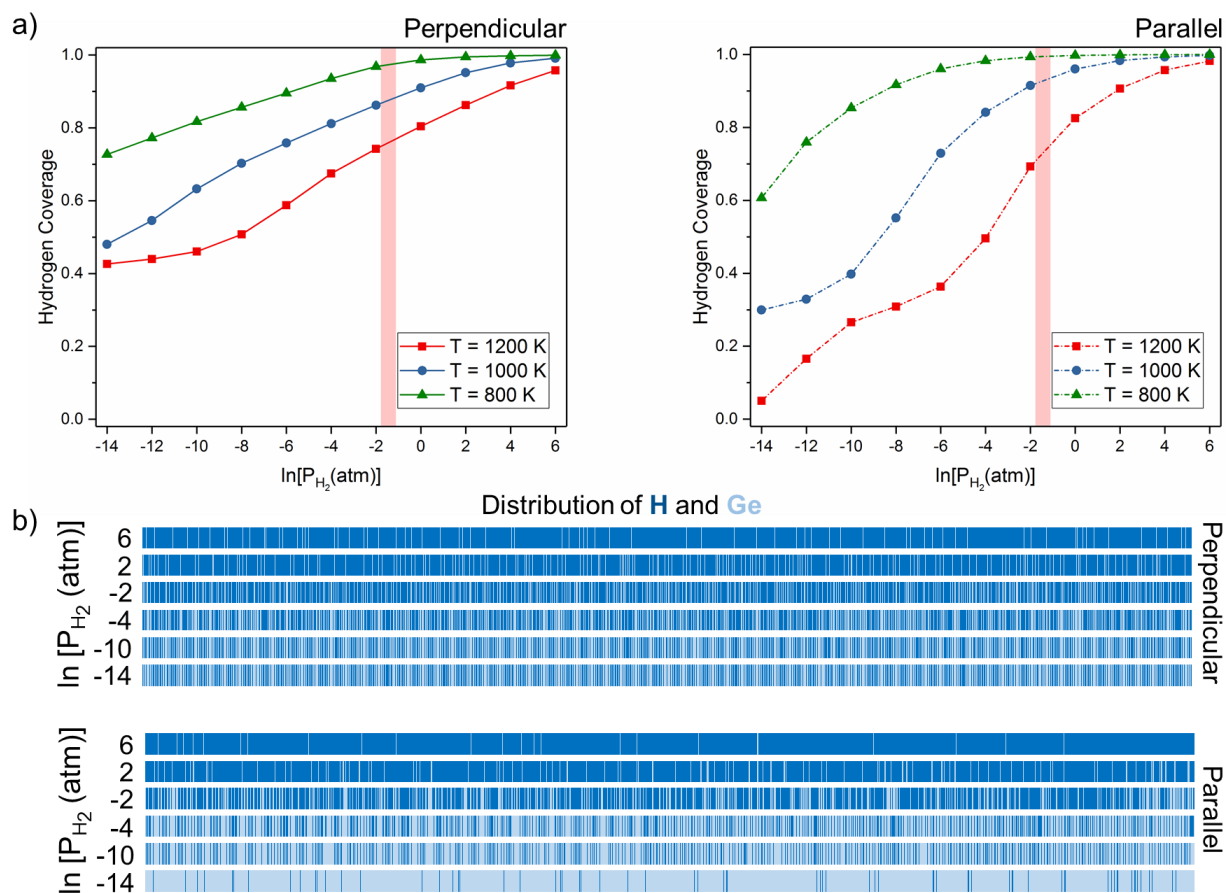 a)
Perpendicular
1.0
0.8
0.6
0.4
0.2
0.0
Hydrogen Coverage
-14 -12 -10 -8 -6 -4 -2 0 2 4 6
ln[P_H₂(atm)]
T = 1200 K
T = 1000 K
T = 800 K
Parallel
1.0
0.8
0.6
0.4
0.2
0.0
Hydrogen Coverage
-14 -12 -10 -8 -6 -4 -2 0 2 4 6
ln[P_H₂(atm)]
T = 1200 K
T = 1000 K
T = 800 K
b)
Distribution of H and Ge
ln [P_H₂ (atm)]
6
2
-2
-4
-10
-14
Perpendicular
ln [P_H₂ (atm)]
6
2
-2
-4
-10
-14
Parallel